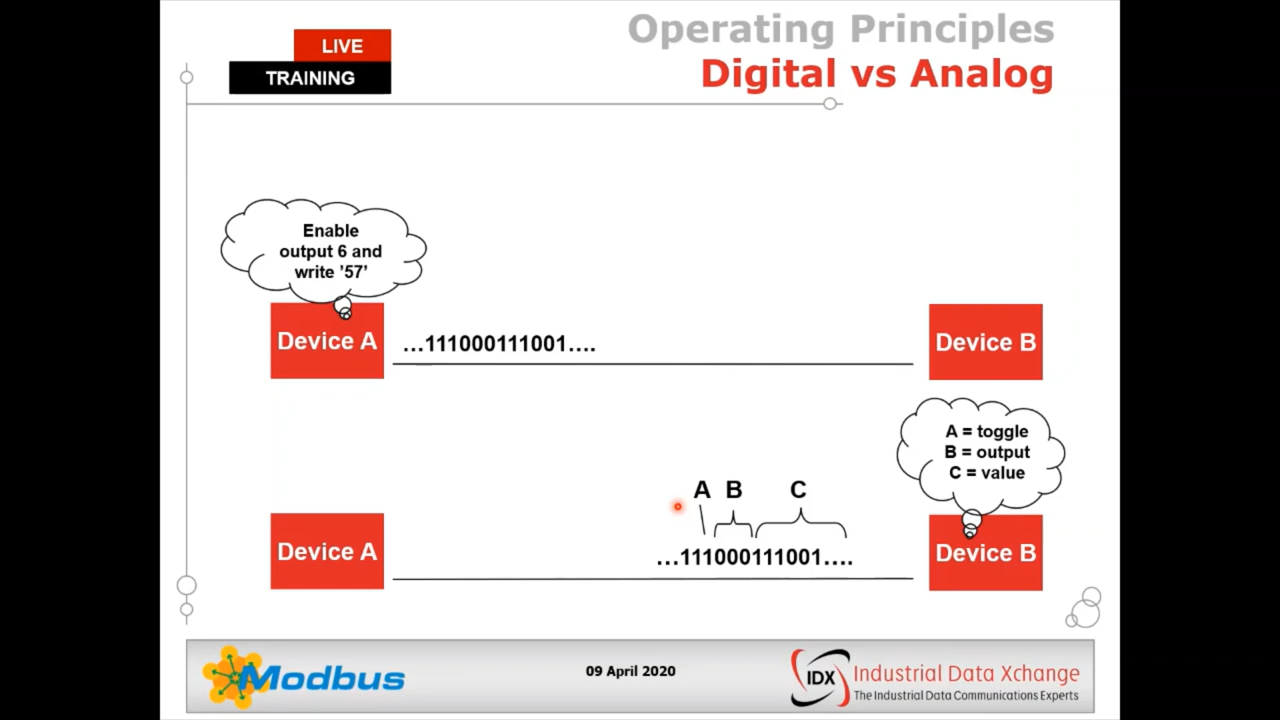 LIVE
TRAINING
Operating Principles
Digital vs Analog
Enable
output 6 and
write ’57’
Device A
...111000111001....
Device B
A = toggle
B = output
C = value
A B C
Device A
...111000111001....
Device B
Modbus
09 April 2020
IDX
Industrial Data Xchange
The Industrial Data Communications Experts